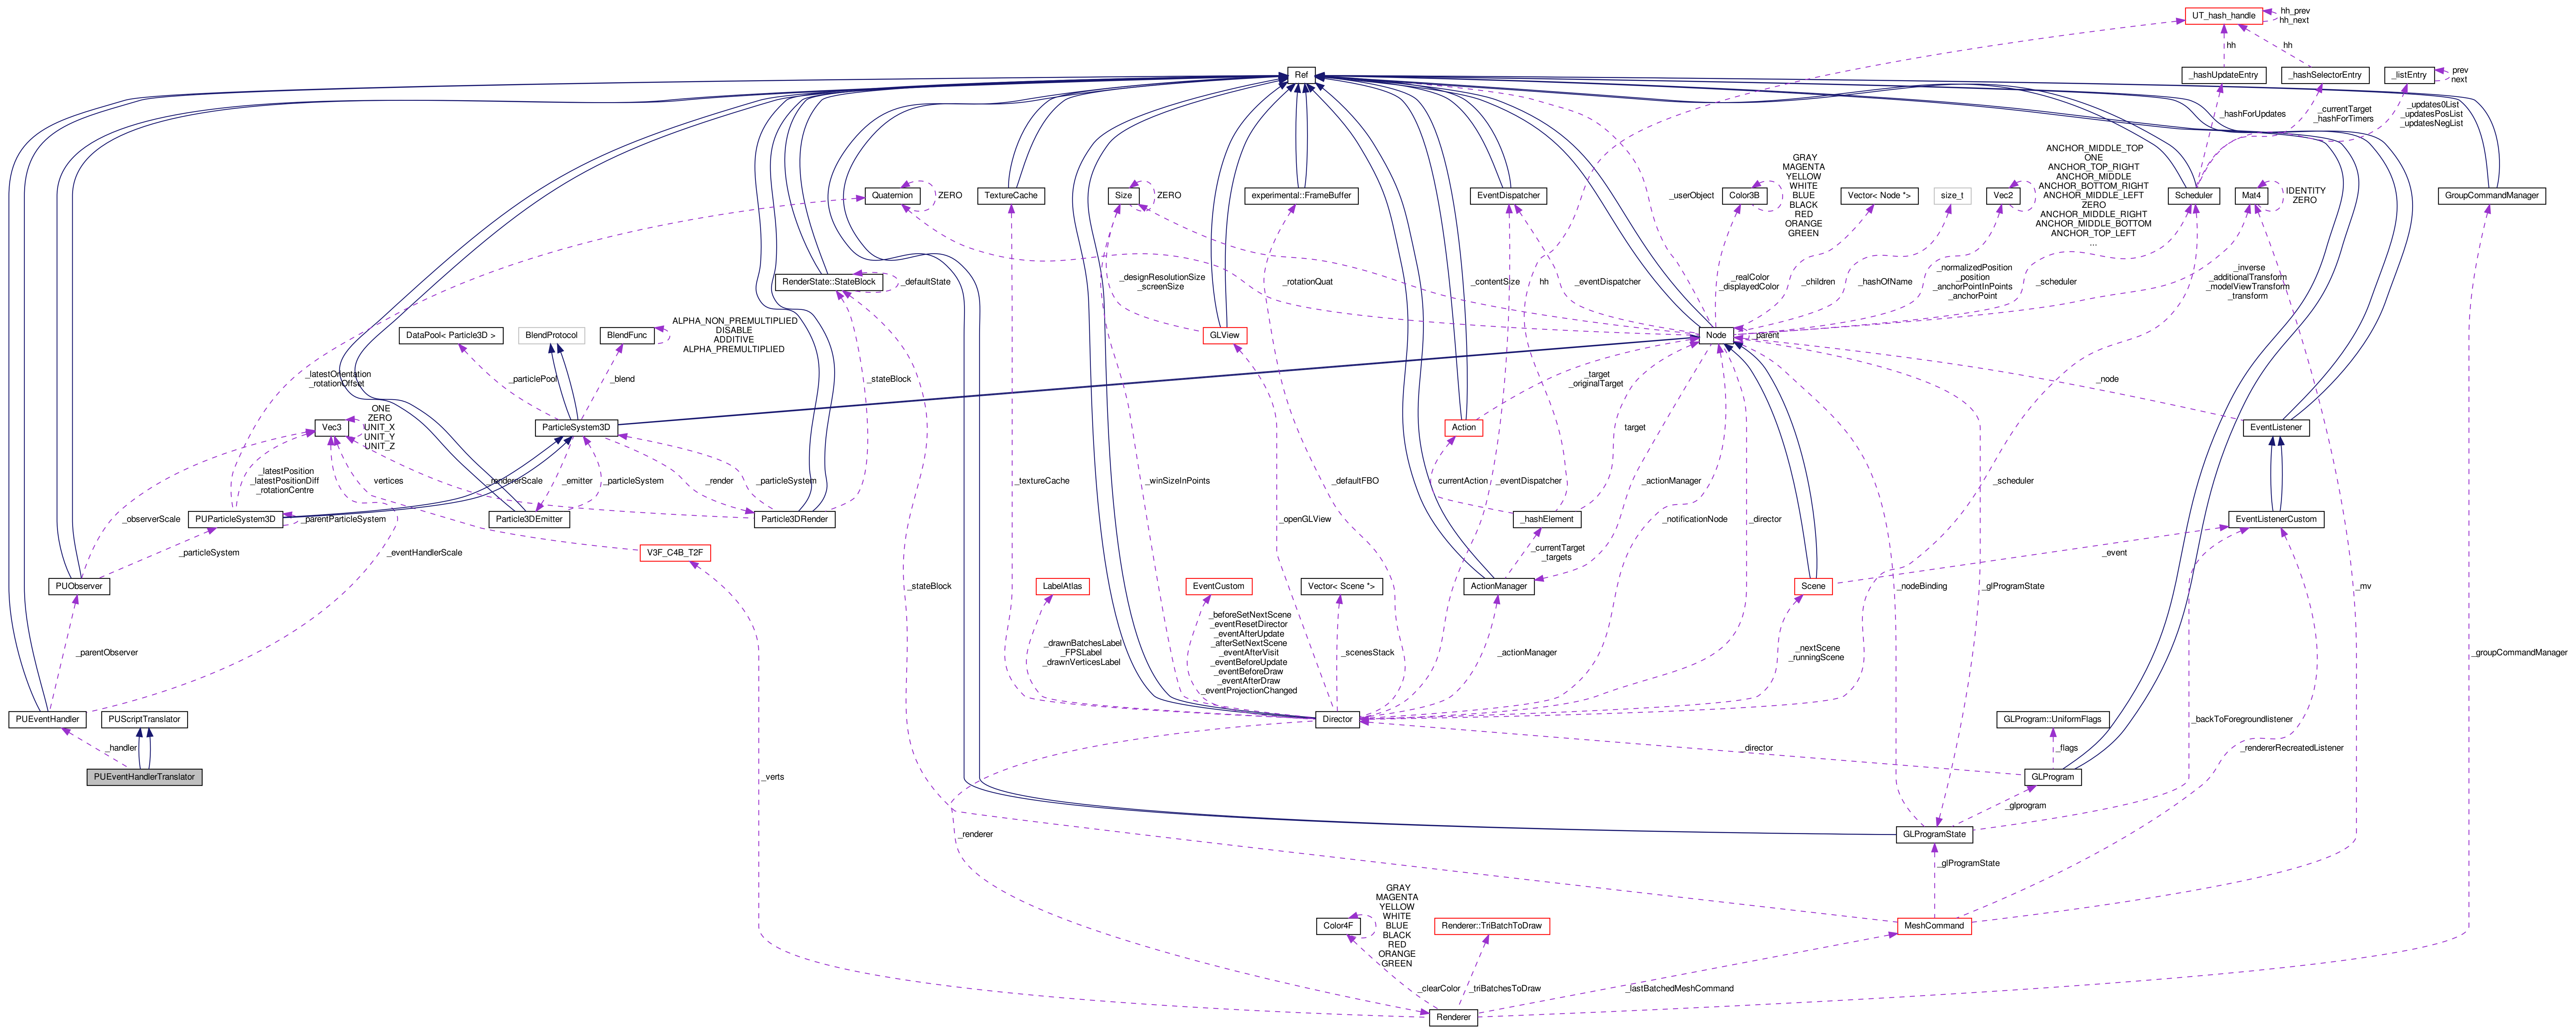 UT_hash_handle
hh_prev
hh_next
hh
hh
Ref
_hashUpdateEntry
_hashSelectorEntry
_listEntry
prev
next
_hashForUpdates
_currentTarget
_hashForTimers
_updates0List
_updatesPosList
_updatesNegList
Quaternion
ZERO
TextureCache
Size
ZERO
experimental::FrameBuffer
EventDispatcher
_userObject
Color3B
GRAY
MAGENTA
YELLOW
WHITE
BLUE
BLACK
RED
ORANGE
GREEN
Vector< Node *>
size_t
Vec2
ANCHOR_MIDDLE_TOP
ONE
ANCHOR_TOP_RIGHT
ANCHOR_MIDDLE
ANCHOR_BOTTOM_RIGHT
ANCHOR_MIDDLE_LEFT
ZERO
ANCHOR_MIDDLE_RIGHT
ANCHOR_MIDDLE_BOTTOM
ANCHOR_TOP_LEFT
...
Scheduler
Mat4
IDENTITY
ZERO
GroupCommandManager
RenderState::StateBlock
_defaultState
_designResolutionSize
_screenSize
_rotationQuat
_contentSize
hh
_eventDispatcher
_realColor
_displayedColor
_children
_hashOfName
_normalizedPosition
_position
_anchorPointInPoints
_anchorPoint
_scheduler
_inverse
_additionalTransform
_modelViewTransform
_transform
DataPool< Particle3D >
BlendProtocol
BlendFunc
ALPHA_NON_PREMULTIPLIED
DISABLE
ADDITIVE
ALPHA_PREMULTIPLIED
GLView
Node
_parent
_latestOrientation
_rotationOffset
_particlePool
_blend
_stateBlock
_target
_originalTarget
_node
Vec3
ONE
ZERO
UNIT_X
UNIT_Y
UNIT_Z
ParticleSystem3D
Action
EventListener
_latestPosition
_latestPositionDiff
_rotationCentre
vertices
_rendererScale
_emitter
_particleSystem
_render
_particleSystem
_textureCache
_winSizeInPoints
_defaultFBO
currentAction
_eventDispatcher
target
_actionManager
_scheduler
_observerScale
PUParticleSystem3D
_parentParticleSystem
Particle3DEmitter
Particle3DRender
_openGLView
_hashElement
_notificationNode
_director
EventListenerCustom
_particleSystem
_eventHandlerScale
V3F_C4B_T2F
_currentTarget
_targets
_event
PUObserver
_stateBlock
LabelAtlas
EventCustom
Vector< Scene *>
ActionManager
Scene
_nodeBinding
_glProgramState
_mv
_parentObserver
_drawnBatchesLabel
_FPSLabel
_drawnVerticesLabel
_beforeSetNextScene
_eventResetDirector
_eventAfterUpdate
_afterSetNextScene
_eventAfterVisit
_eventBeforeUpdate
_eventBeforeDraw
_eventAfterDraw
_eventProjectionChanged
_scenesStack
_actionManager
_nextScene
_runningScene
_groupCommandManager
PUEventHandler
PUScriptTranslator
Director
GLProgram::UniformFlags
_backToForegroundlistener
_handler
_director
_flags
_rendererRecreatedListener
PUEventHandlerTranslator
_verts
GLProgram
_glprogram
_renderer
GLProgramState
_glProgramState
Color4F
GRAY
MAGENTA
YELLOW
WHITE
BLUE
BLACK
RED
ORANGE
GREEN
Renderer::TriBatchToDraw
MeshCommand
_clearColor
_triBatchesToDraw
_lastBatchedMeshCommand
Renderer